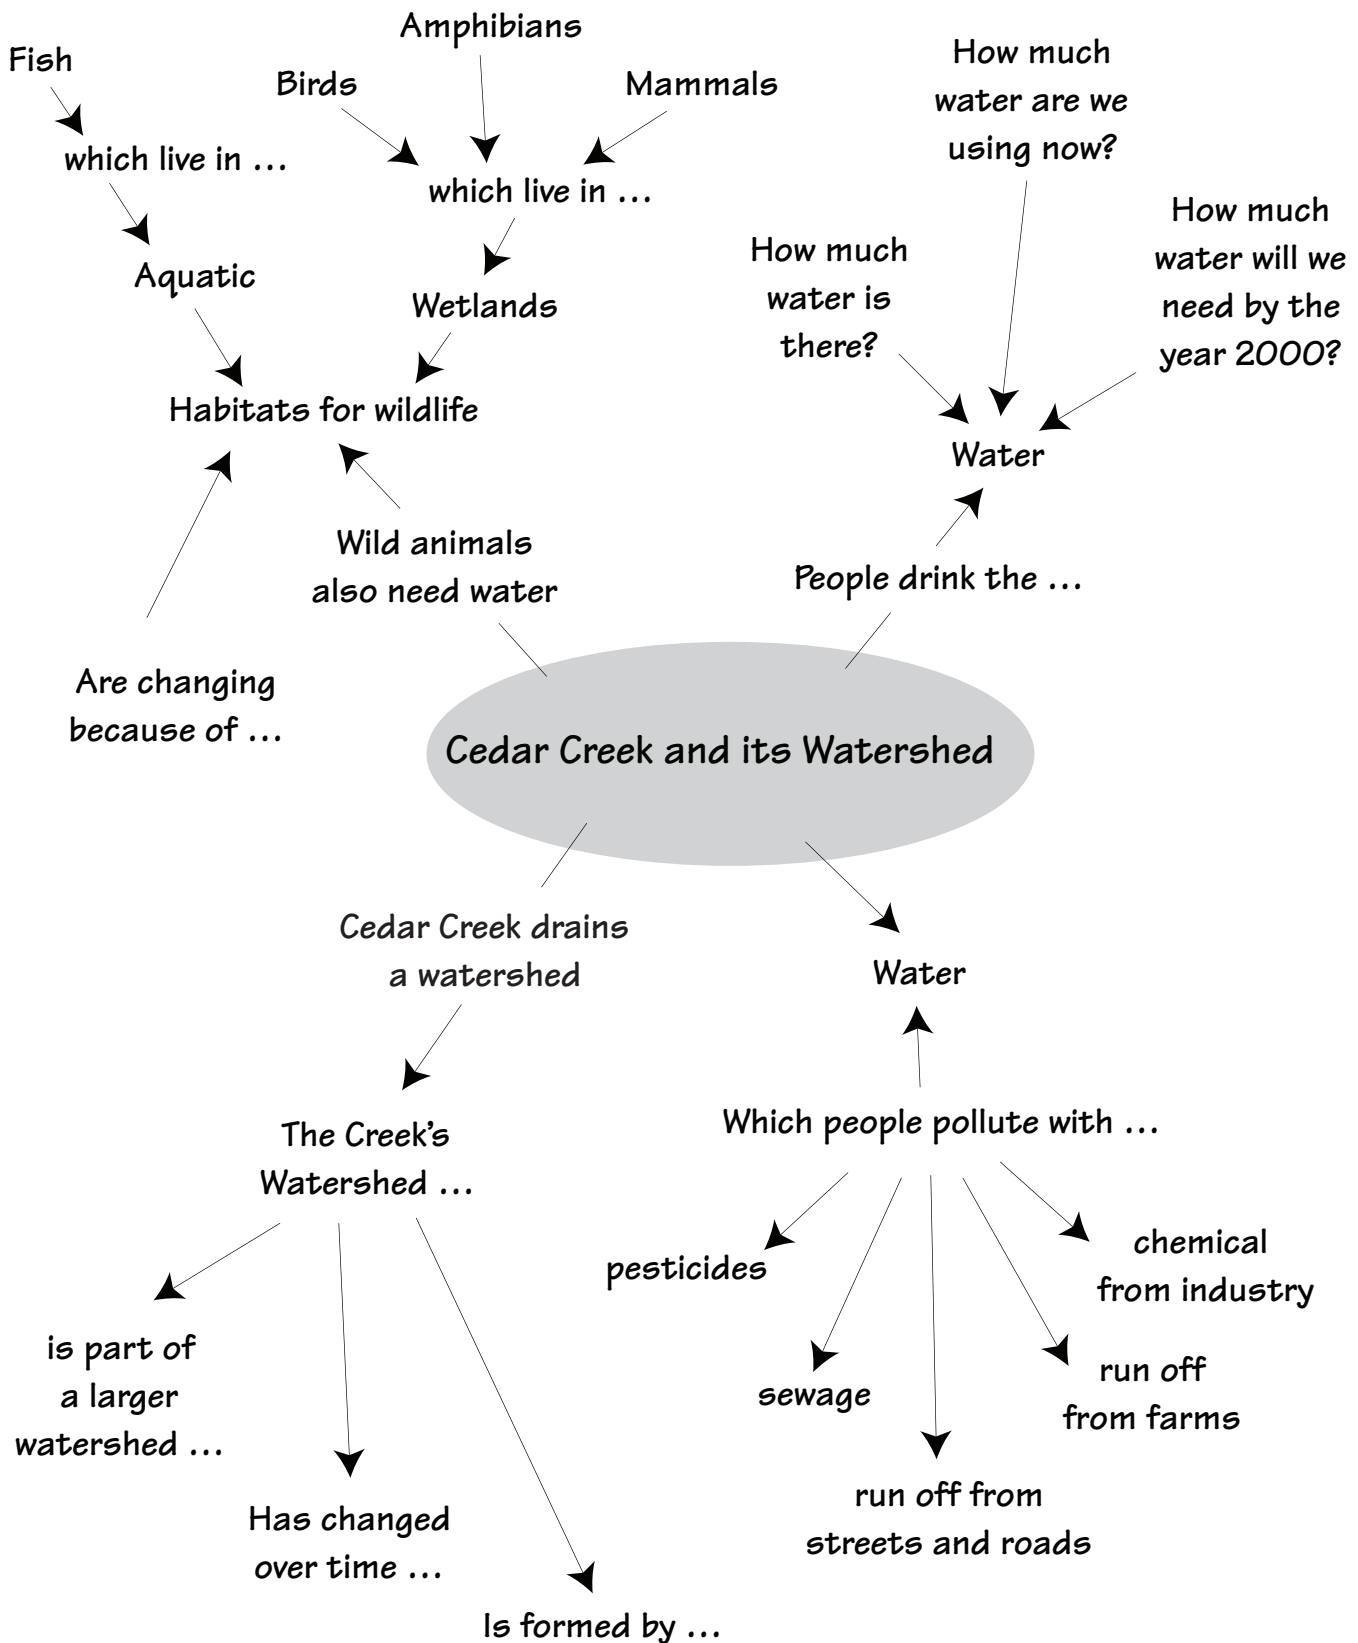 Amphibians
Fish
Birds
Mammals
which live in ...
which live in ...
Aquatic
Wetlands
Habitats for wildlife
Wild animals
also need water
Are changing
because of ...
How much
water are we
using now?
How much
water is
there?
How much
water will we
need by the
year 2000?
Water
People drink the ...
Cedar Creek and its Watershed
Cedar Creek drains
a watershed
The Creek's
Watershed ...
is part of
a larger
watershed ...
Has changed
over time ...
Is formed by ...
Water
Which people pollute with ...
pesticides
sewage
run off from
streets and roads
run off
from farms
chemical
from industry